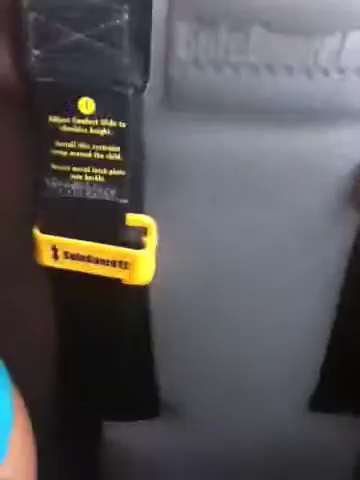 SafeGuard
1
Adjust Comfort Slide to
shoulder height.
Install this restraint
around the child.
Insert metal latch plate
into buckle.
SafeGuard